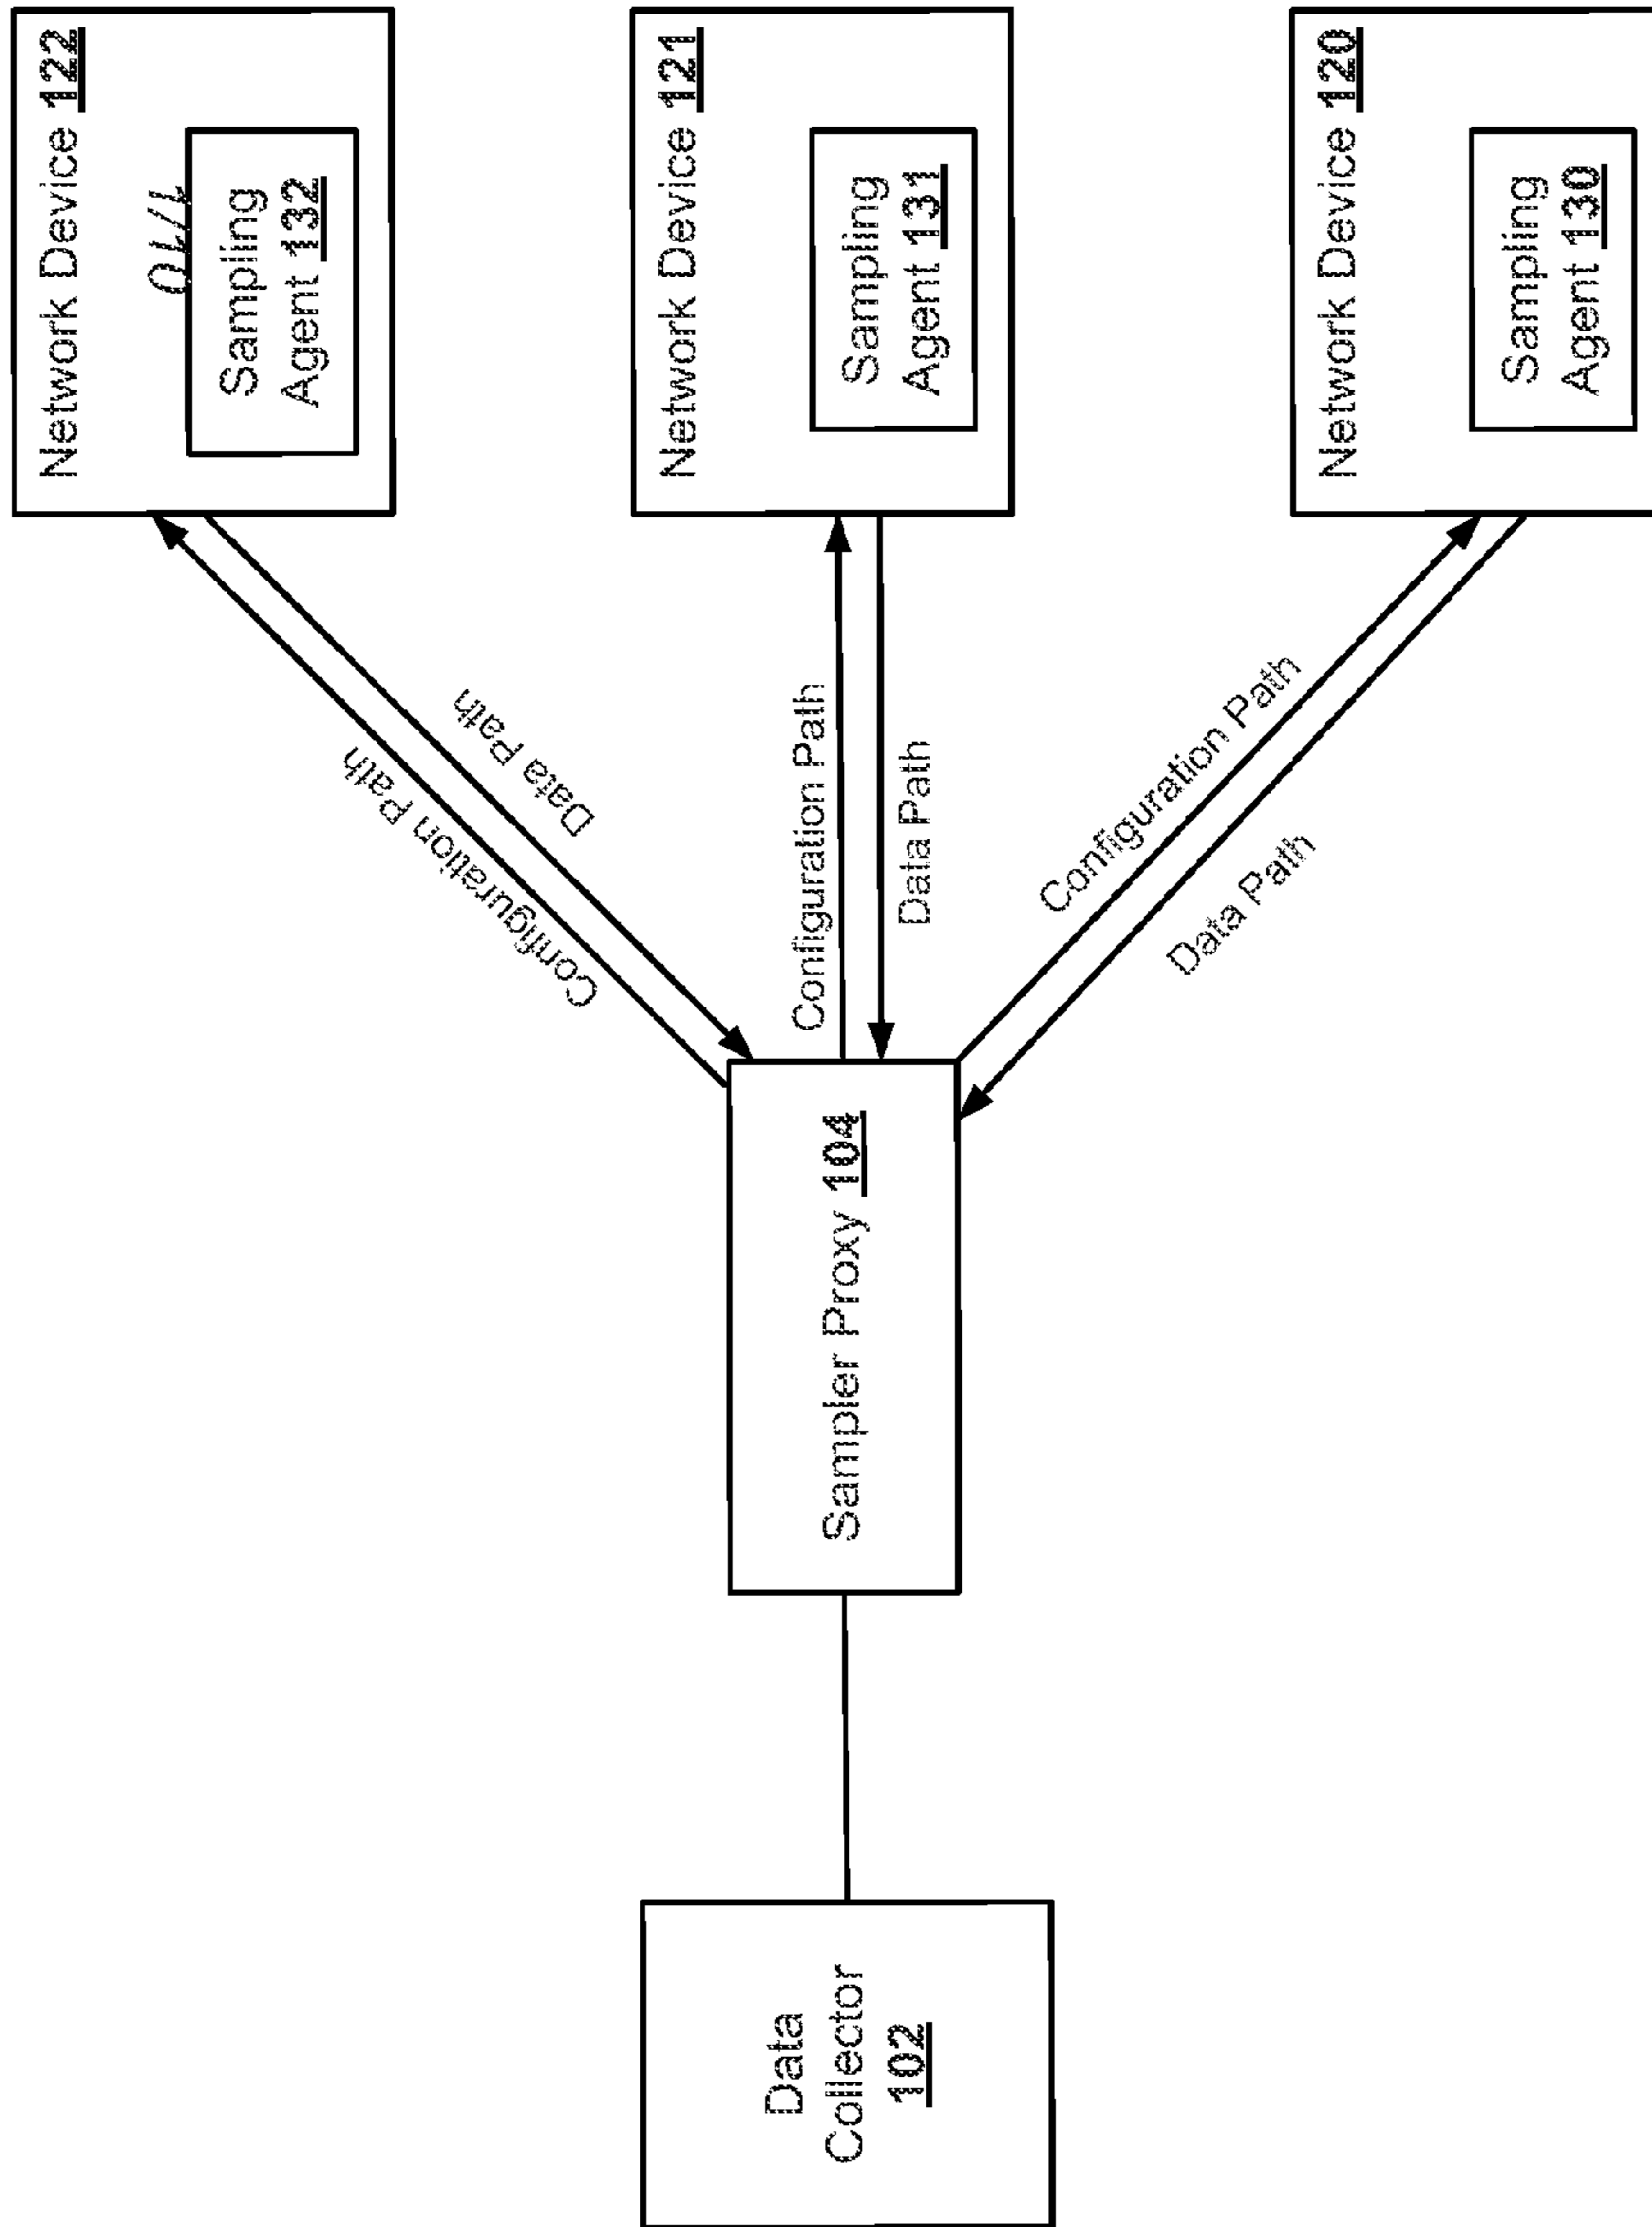 Network Device 122
Sampling
Agent 132
Configuration Path
Data Path
Network Device 121
Sampling
Agent 131
Configuration Path
Data Path
Data
Collector
102
Sampler Proxy 104
Network Device 120
Sampling
Agent 130
Configuration Path
Data Path